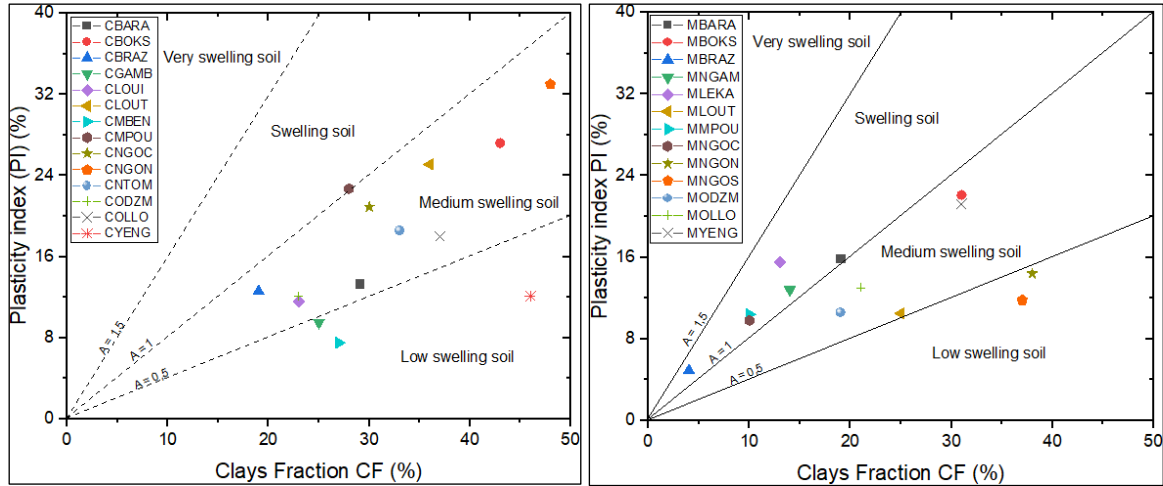 40
32
24
16
8
0
Plasticity index (PI) (%)
CBARA
CBOKS
CBRAZ
CGAMB
CLOUI
CLOUT
CMBEN
CMPOU
CNGOC
CNGON
CNTOM
CODZM
COLLO
CYENG
Very swelling soil
Swelling soil
Medium swelling soil
Low swelling soil
A = 1,5
A = 1
A = 0,5
0 10 20 30 40 50
Clays Fraction CF (%)
40
32
24
16
8
0
Plasticity index PI (%)
MBARA
MBOKS
MBRAZ
MNGAM
MLEKA
MLOUT
MMPOU
MNGOC
MNGON
MNGOS
MODZM
MOLLO
MYENG
Very swelling soil
Swelling soil
Medium swelling soil
Low swelling soil
A = 1,5
A = 1
A = 0,5
0 10 20 30 40 50
Clays Fraction CF (%)